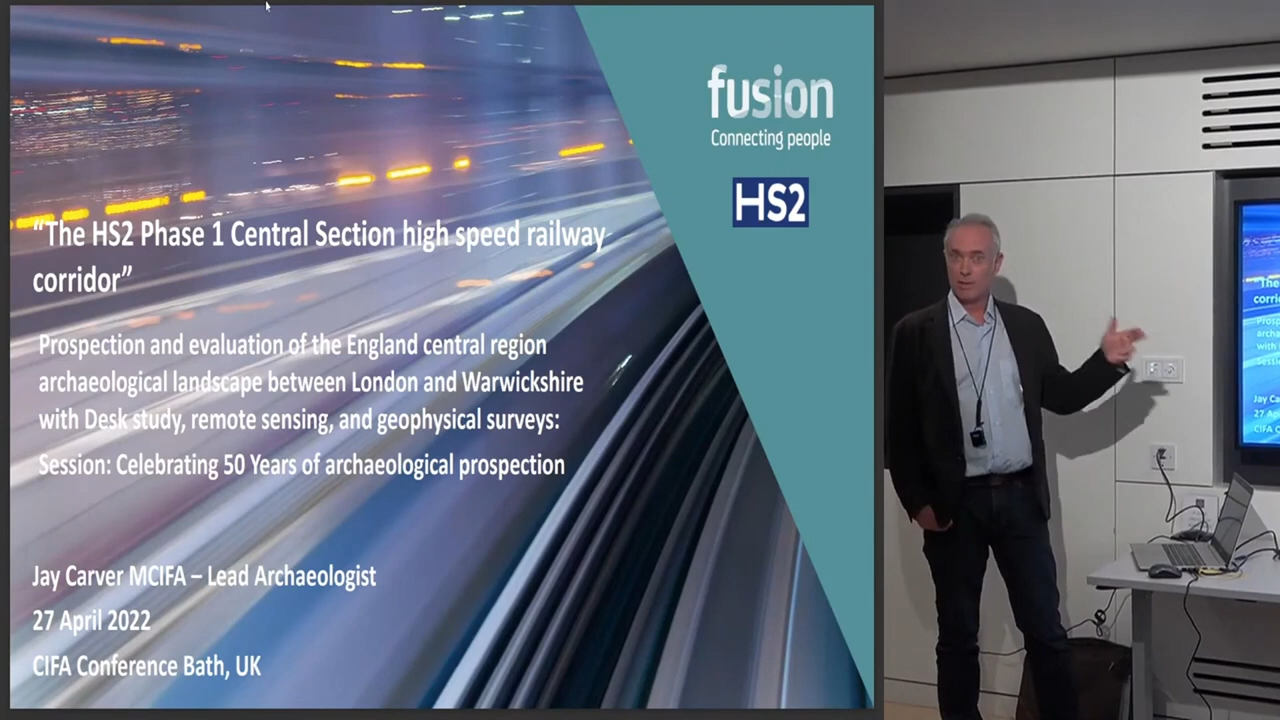 fusion
Connecting people
HS2
“The HS2 Phase 1 Central Section high speed railway
corridor”
Prospection and evaluation of the England central region
archaeological landscape between London and Warwickshire
with Desk study, remote sensing, and geophysical surveys:
Session: Celebrating 50 Years of archaeological prospection
Jay Carver MCIFA – Lead Archaeologist
27 April 2022
CIFA Conference Bath, UK